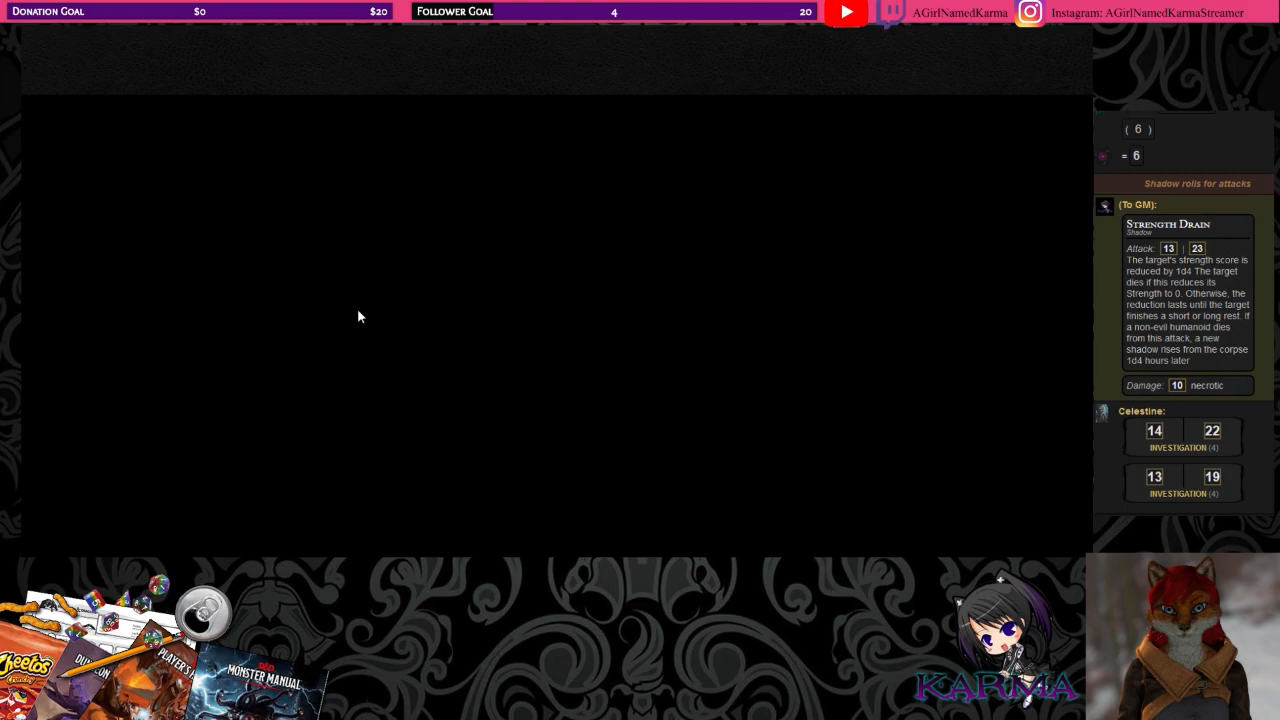 Donation Goal $0 $20 Follower Goal 4 20 AGirlNamedKarma Instagram: AGirlNamedKarmaStreamer
( 6 )
= 6
Shadow rolls for attacks
(To GM):
Strength Drain
Shadow
Attack: 13 | 23
The target's strength score is
reduced by 1d4 The target
dies if this reduces its
Strength to 0. Otherwise, the
reduction lasts until the target
finishes a short or long rest. If
a non-evil humanoid dies
from this attack, a new
shadow rises from the corpse
1d4 hours later
Damage: 10 necrotic
Celestine:
14 22
INVESTIGATION (4)
13 19
INVESTIGATION (4)
Cheetos
Crunchy
DUNGEON
PLAYER'S
D&D
MONSTER MANUAL
KARMA